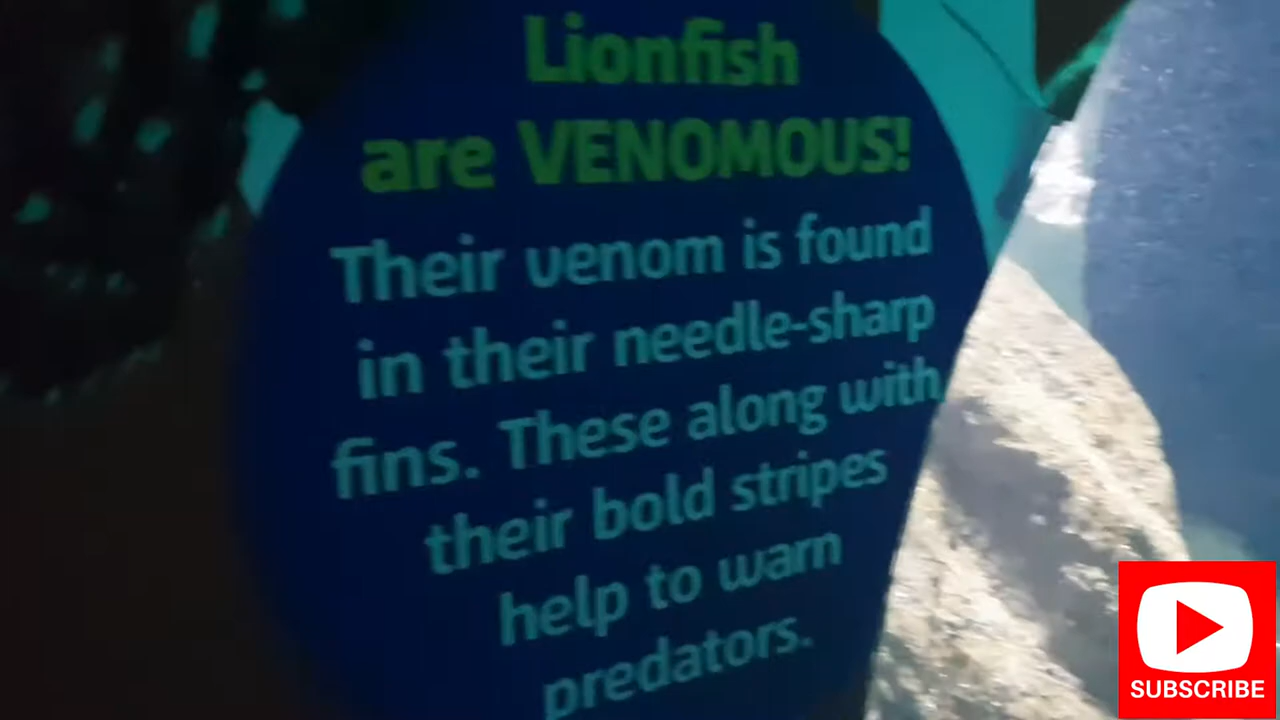 Lionfish
are VENOMOUS!
Their venom is found
in their needle-sharp
fins. These along with
their bold stripes
help to warn
predators.
SUBSCRIBE